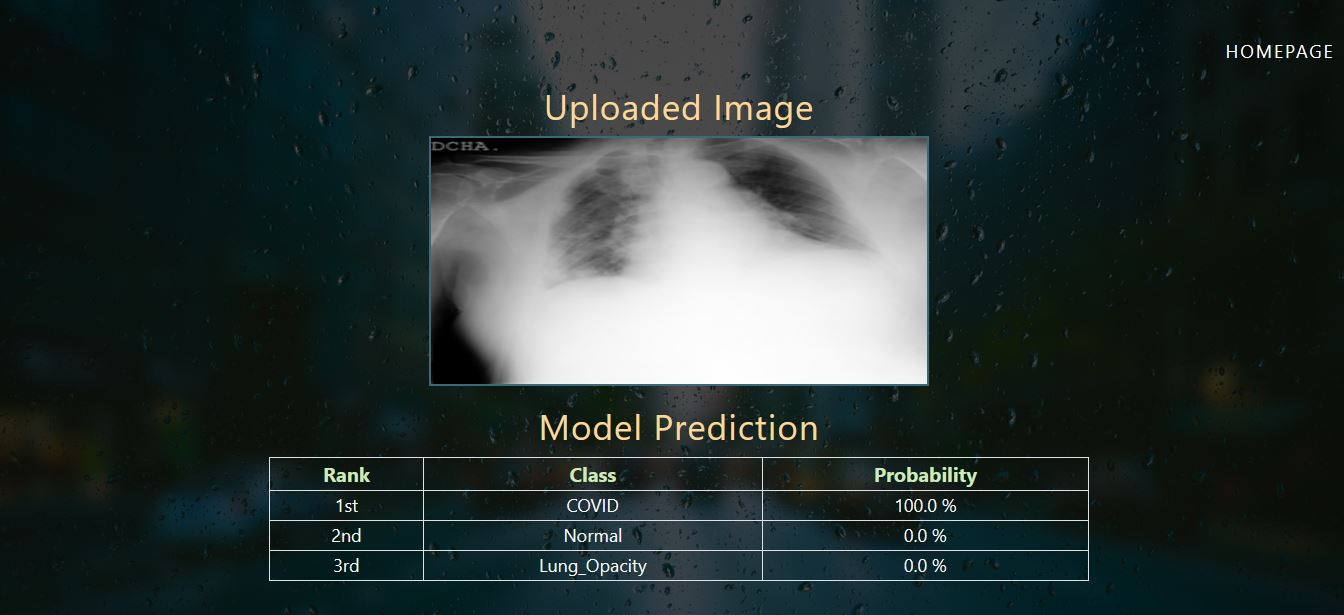 HOMEPAGE
Uploaded Image
DCHA.
Model Prediction
Rank Class Probability
1st COVID 100.0 %
2nd Normal 0.0 %
3rd Lung_Opacity 0.0 %